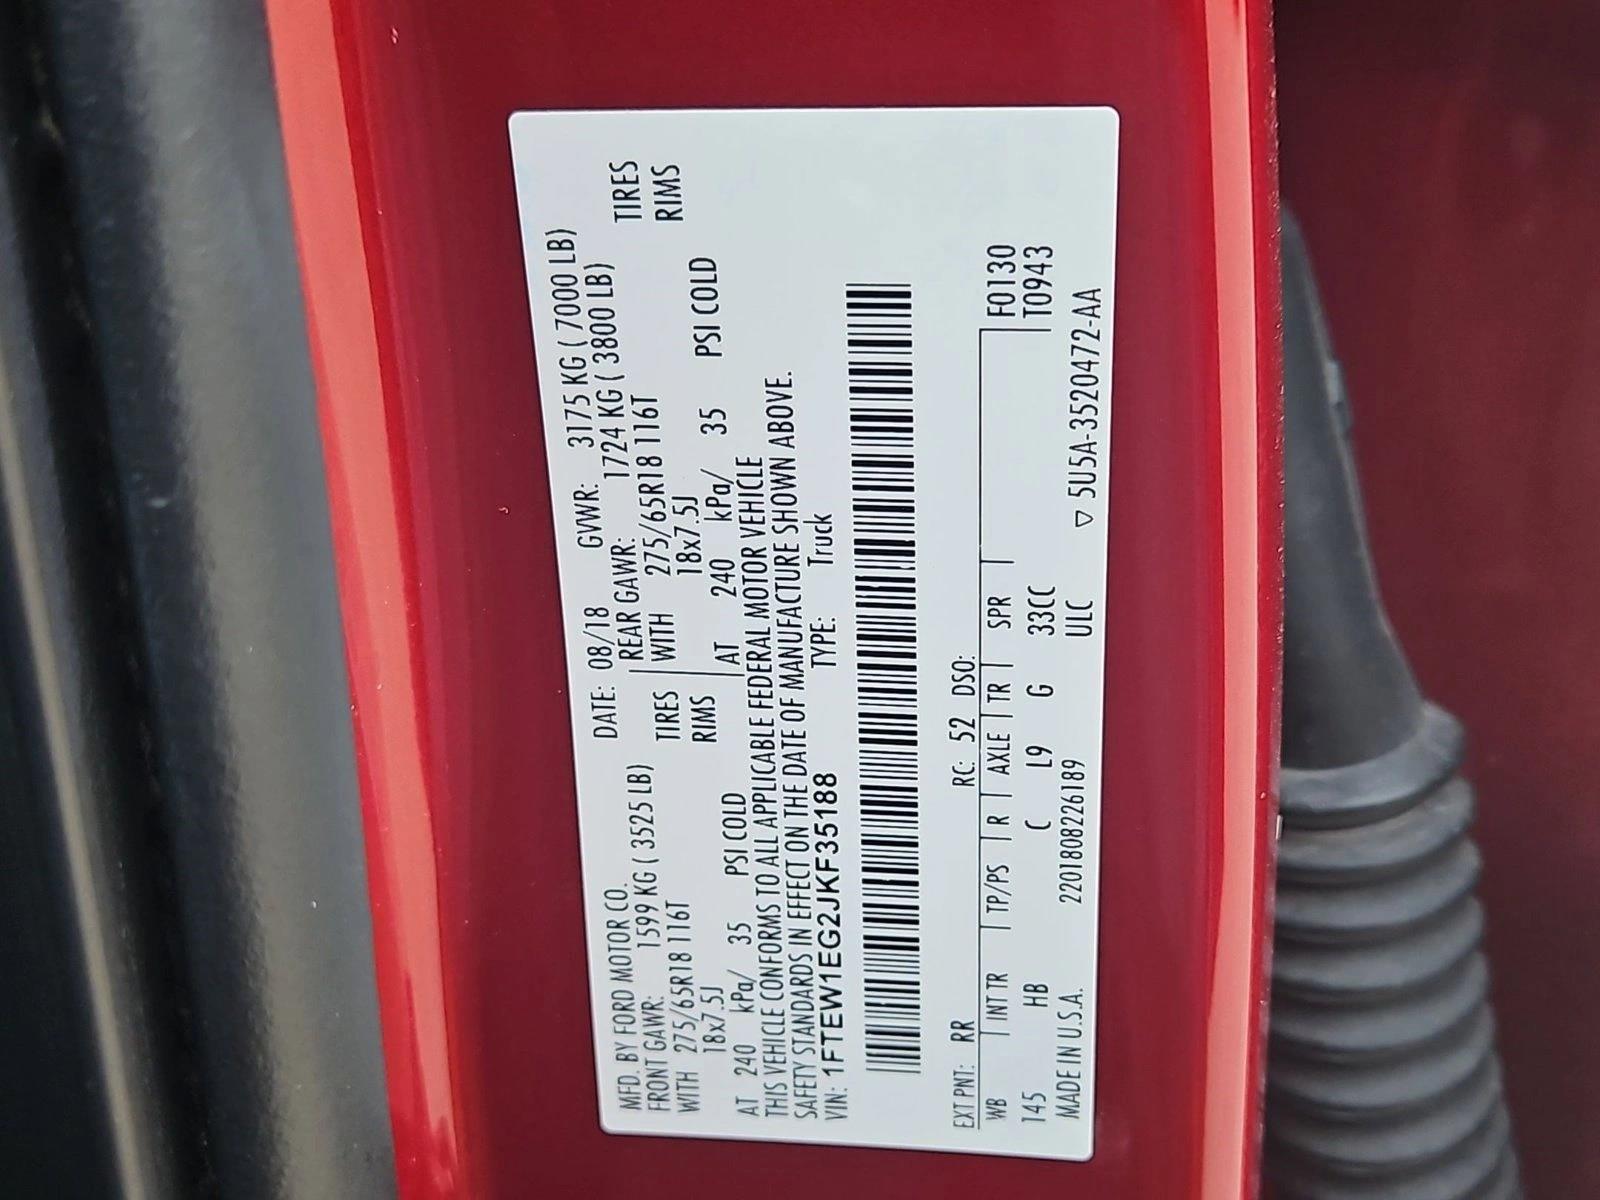 MFD. BY FORD MOTOR CO. DATE: 08/18 GVWR: 3175 KG ( 7000 LB)
FRONT GAWR: 1599 KG ( 3525 LB) REAR GAWR: 1724 KG ( 3800 LB)
WITH 275/65R18 116T TIRES WITH 275/65R18 116T TIRES
18x7.5J RIMS 18x7.5J RIMS
AT 240 kPa/ 35 PSI COLD AT 240 kPa/ 35 PSI COLD
THIS VEHICLE CONFORMS TO ALL APPLICABLE FEDERAL MOTOR VEHICLE
SAFETY STANDARDS IN EFFECT ON THE DATE OF MANUFACTURE SHOWN ABOVE.
VIN: 1FTEW1EG2JKF35188 TYPE: Truck
EXT PNT: RR RC: 52 DSO:
WB INT TR TP/PS R AXLE TR SPR F0130
145 HB C L9 G 33CC T0943
MADE IN U.S.A. 2201808226189 ULC ▽ 5U5A-3520472-AA